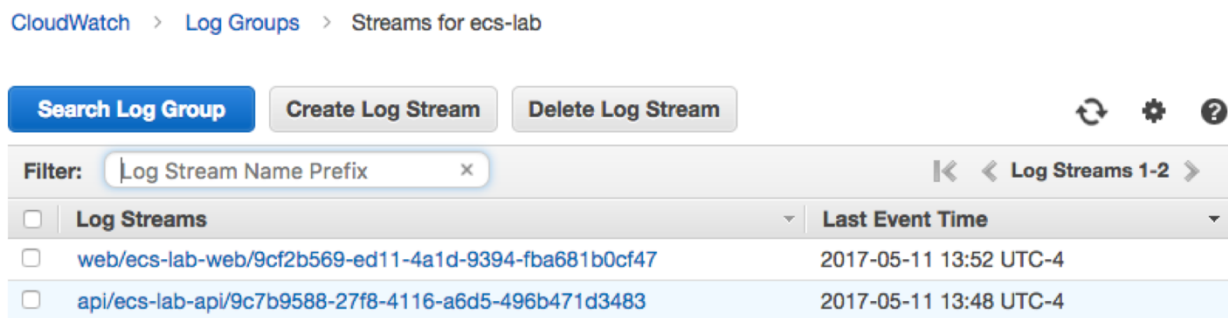 CloudWatch > Log Groups > Streams for ecs-lab
Search Log Group Create Log Stream Delete Log Stream
Filter: Log Stream Name Prefix × Log Streams 1-2
Log Streams Last Event Time
web/ecs-lab-web/9cf2b569-ed11-4a1d-9394-fba681b0cf47 2017-05-11 13:52 UTC-4
api/ecs-lab-api/9c7b9588-27f8-4116-a6d5-496b471d3483 2017-05-11 13:48 UTC-4